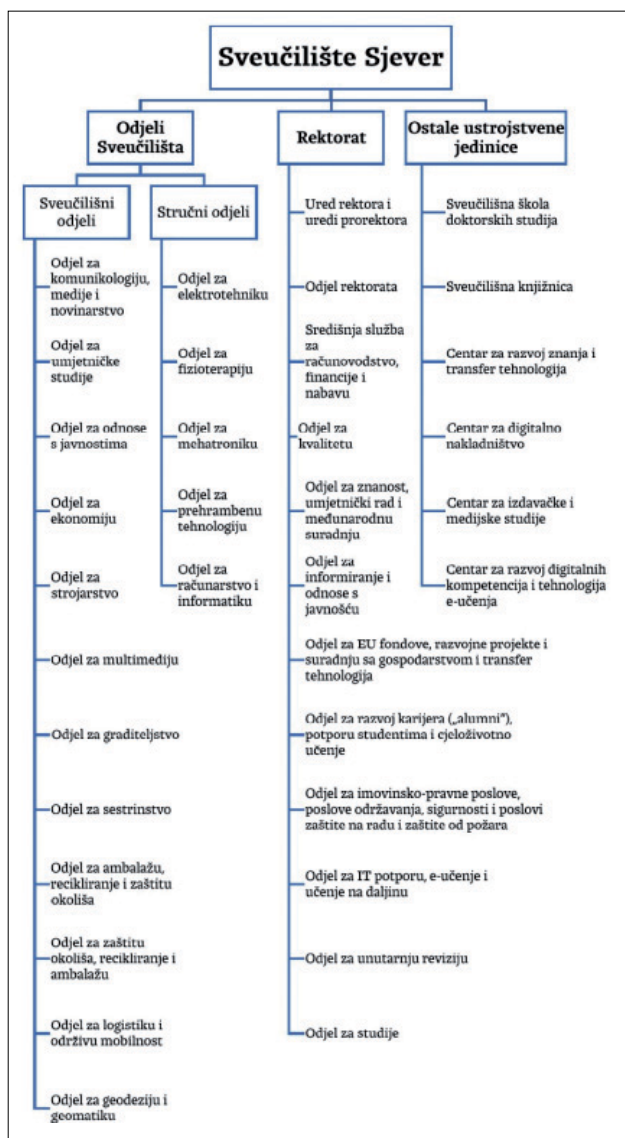 Sveučilište Sjever
Odjeli
Sveučilišta
Sveučilišni
odjeli
Odjel za
komunikologiju,
medije i
novinarstvo
Odjel za
umjetničke
studije
Odjel za odnose
s javnostima
Odjel za
ekonomiju
Odjel za
strojarstvo
Odjel za multimediju
Odjel za graditeljstvo
Odjel za sestrinstvo
Odjel za ambalažu,
recikliranje i zaštitu
okoliša
Odjel za zaštitu
okoliša, recikliranje i
ambalažu
Odjel za logistiku i
održivu mobilnost
Odjel za geodeziju i
geomatiku
Stručni odjeli
Odjel za
elektrotehniku
Odjel za
fizioterapiju
Odjel za
mehatroniku
Odjel za
prehrambenu
tehnologiju
Odjel za
računarstvo i
informatiku
Rektorat
Ured rektora i
uredi prorektora
Odjel rektorata
Središnja služba
za
računovodstvo,
financije i
nabavu
Odjel za
kvalitetu
Odjel za znanost,
umjetnički rad i
međunarodnu
suradnju
Odjel za
informiranje i
odnose s
javnošću
Odjel za EU fondove, razvojne projekte i
suradnju sa gospodarstvom i transfer
tehnologija
Odjel za razvoj karijera („alumni"),
potporu studentima i cjeloživotno
učenje
Odjel za imovinsko-pravne poslove,
poslove održavanja, sigurnosti i poslovi
zaštite na radu i zaštite od požara
Odjel za IT potporu, e-učenje i
učenje na daljinu
Odjel za unutarnju reviziju
Odjel za studije
Ostale ustrojstvene
jedinice
Sveučilišna škola
doktorskih studija
Sveučilišna knjižnica
Centar za razvoj znanja i
transfer tehnologija
Centar za digitalno
nakladništvo
Centar za izdavačke i
medijske studije
Centar za razvoj digitalnih
kompetencija i tehnologija
e-učenja